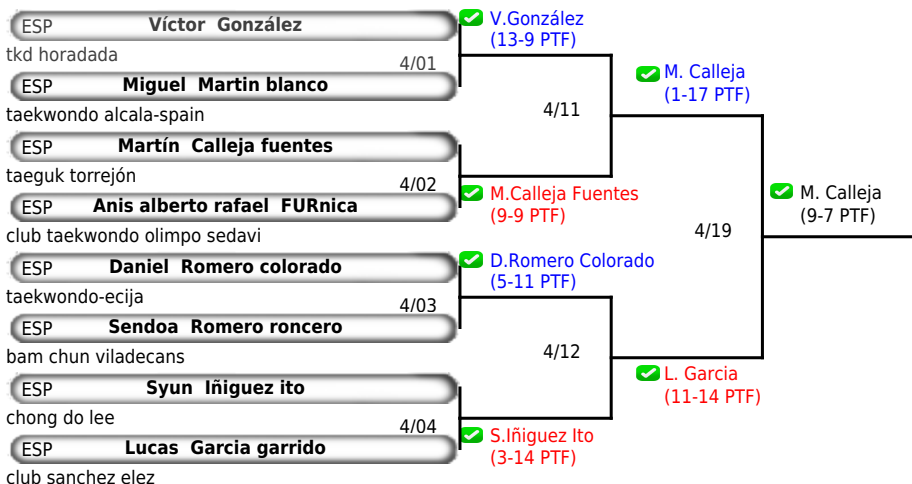 ESP Víctor González
tkd horadada
4/01
ESP Miguel Martin blanco
taekwondo alcala-spain
ESP Martín Calleja fuentes
taeguk torrejón
4/02
ESP Anis alberto rafael FURnica
club taekwondo olimpo sedavi
ESP Daniel Romero colorado
taekwondo-ecija
4/03
ESP Sendoa Romero roncero
bam chun viladecans
ESP Syun Iñiguez ito
chong do lee
4/04
ESP Lucas Garcia garrido
club sanchez elez
V.González
(13-9 PTF)
4/11
M.Calleja Fuentes
(9-9 PTF)
D.Romero Colorado
(5-11 PTF)
4/12
S.Iñiguez Ito
(3-14 PTF)
M. Calleja
(1-17 PTF)
4/19
L. Garcia
(11-14 PTF)
M. Calleja
(9-7 PTF)